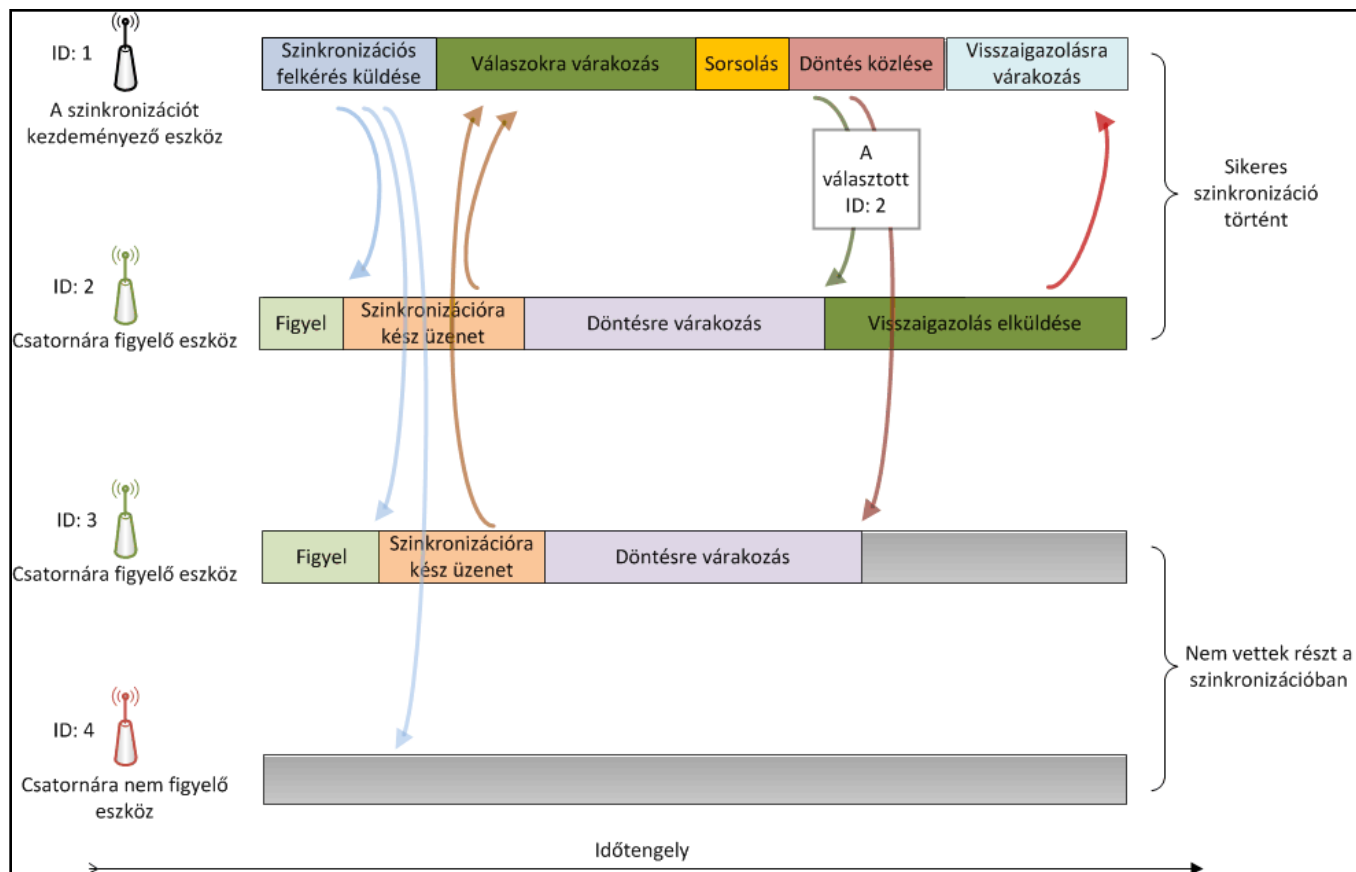 ID: 1
A szinkronizációt
kezdeményező eszköz
Szinkronizációs
felkérés küldése
Válaszokra várakozás
Sorsolás
Döntés közlése
Visszaigazolásra
várakozás
A
választott
ID: 2
Sikeres
szinkronizáció
történt
ID: 2
Csatornára figyelő eszköz
Figyel
Szinkronizációra
kész üzenet
Döntésre várakozás
Visszaigazolás elküldése
ID: 3
Csatornára figyelő eszköz
Figyel
Szinkronizációra
kész üzenet
Döntésre várakozás
Nem vettek részt a
szinkronizációban
ID: 4
Csatornára nem figyelő
eszköz
Időtengely